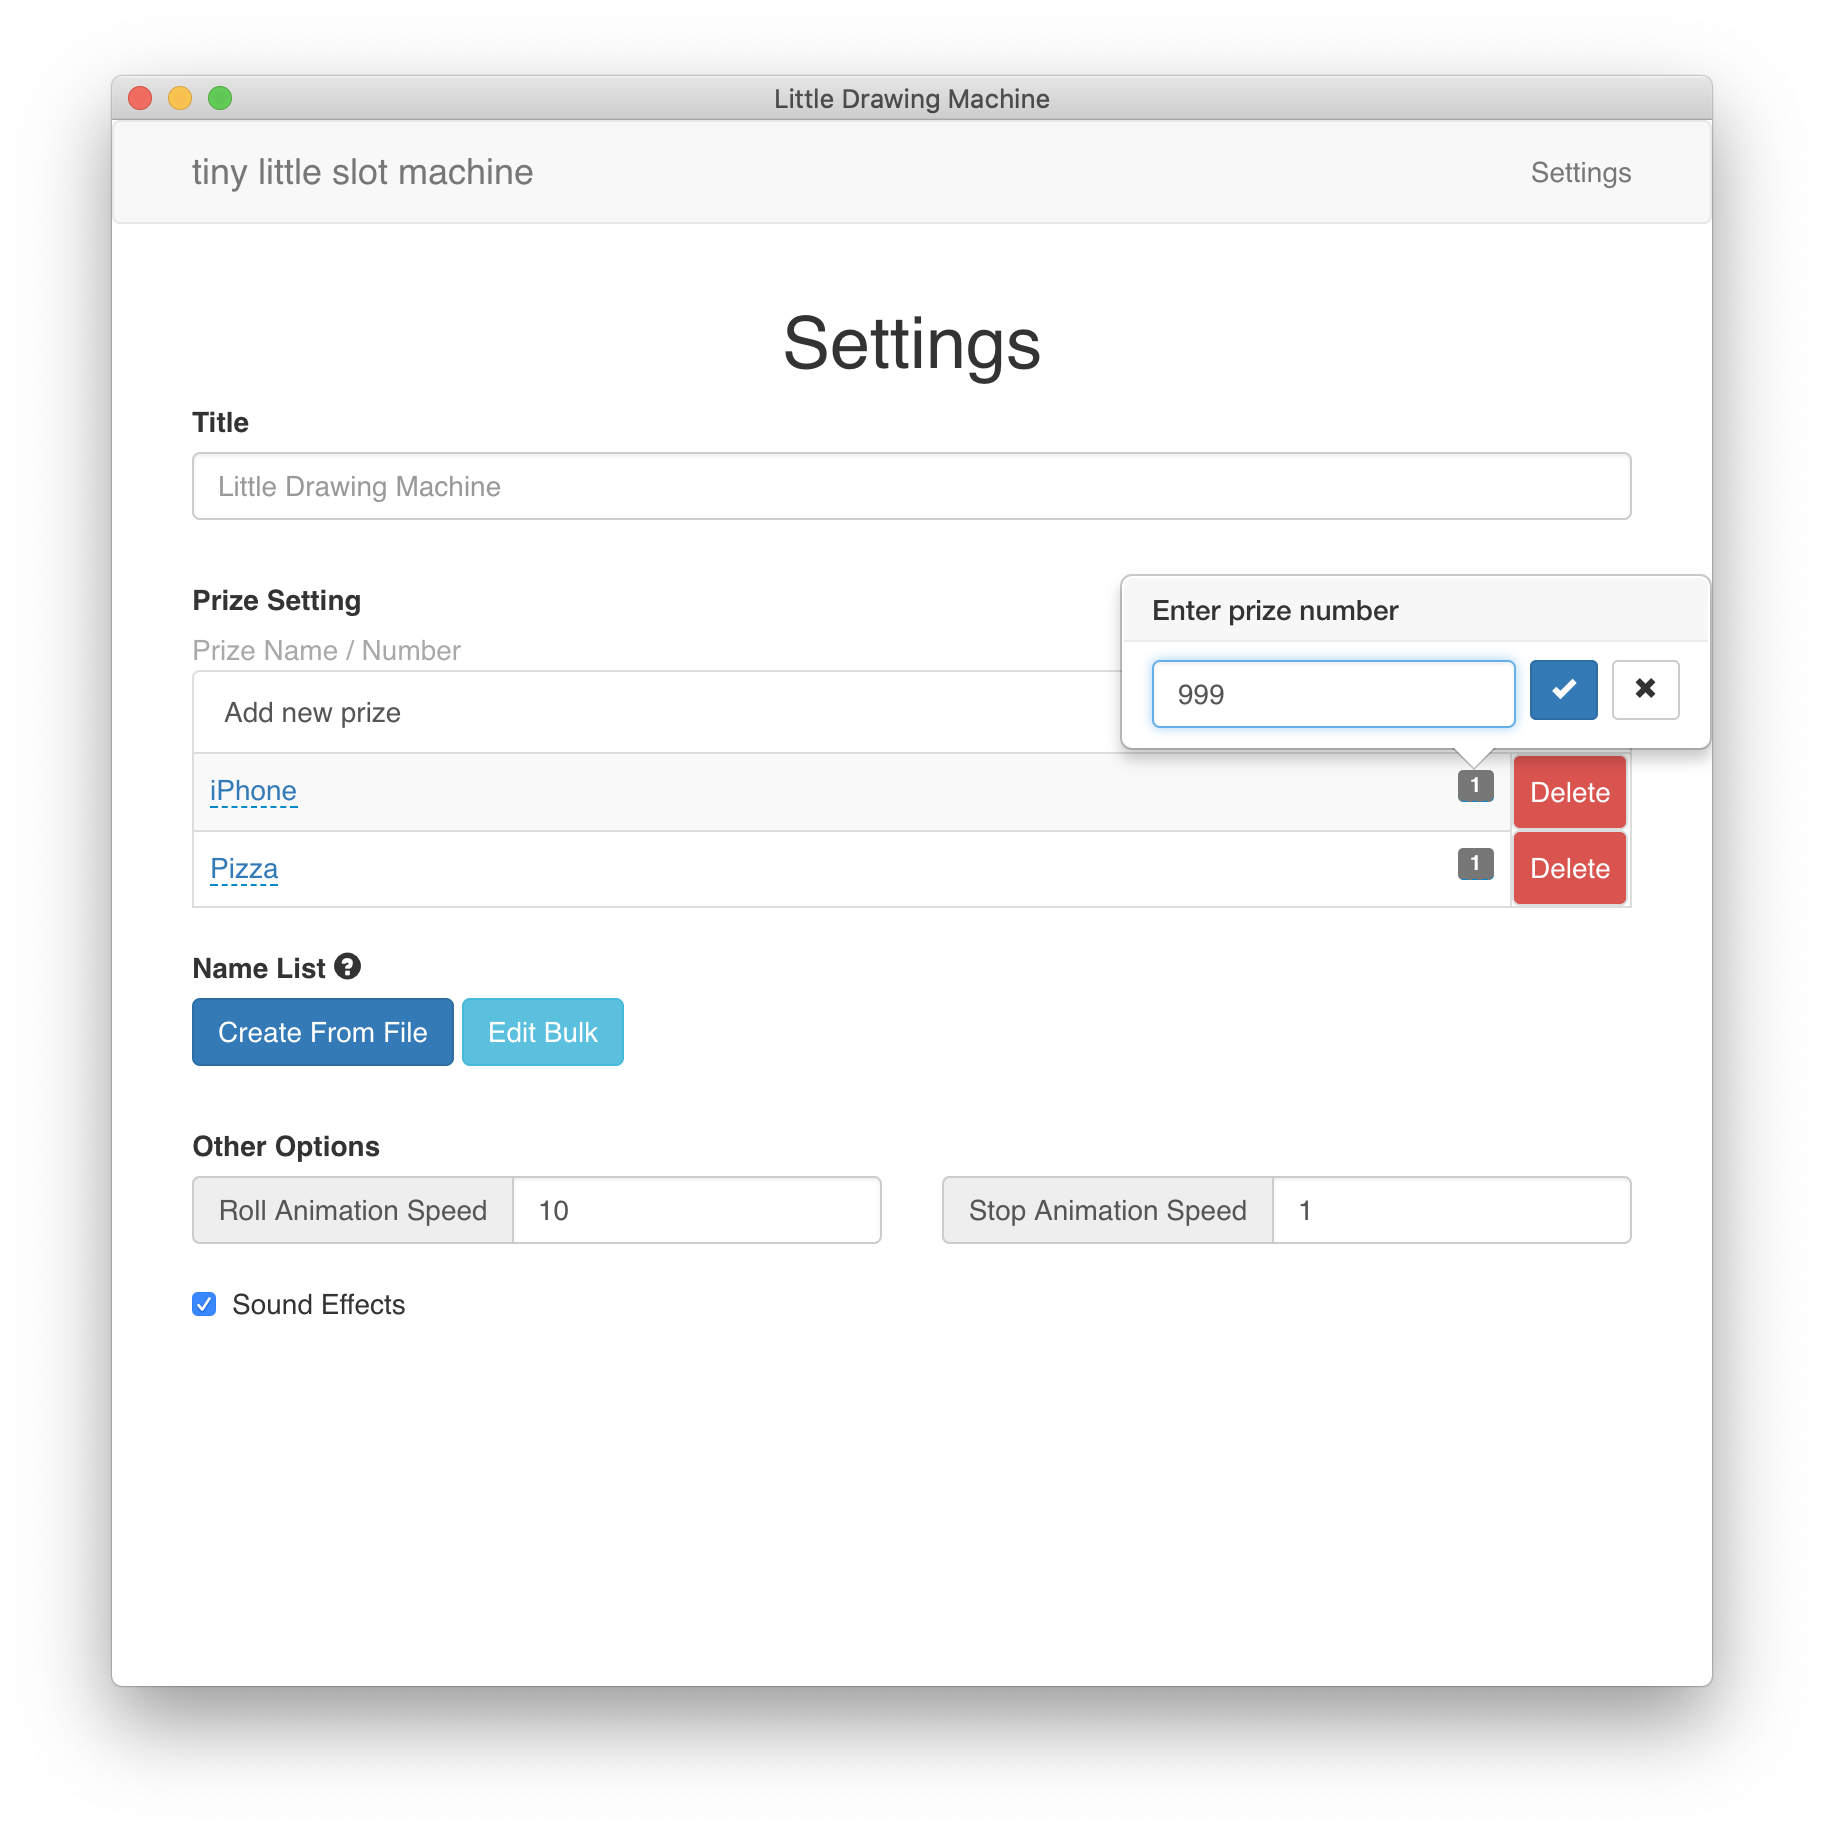 Little Drawing Machine
tiny little slot machine
Settings
Settings
Title
Little Drawing Machine
Prize Setting
Prize Name / Number
Enter prize number
999
Add new prize
iPhone
1
Delete
Pizza
1
Delete
Name List
Create From File
Edit Bulk
Other Options
Roll Animation Speed
10
Stop Animation Speed
1
Sound Effects